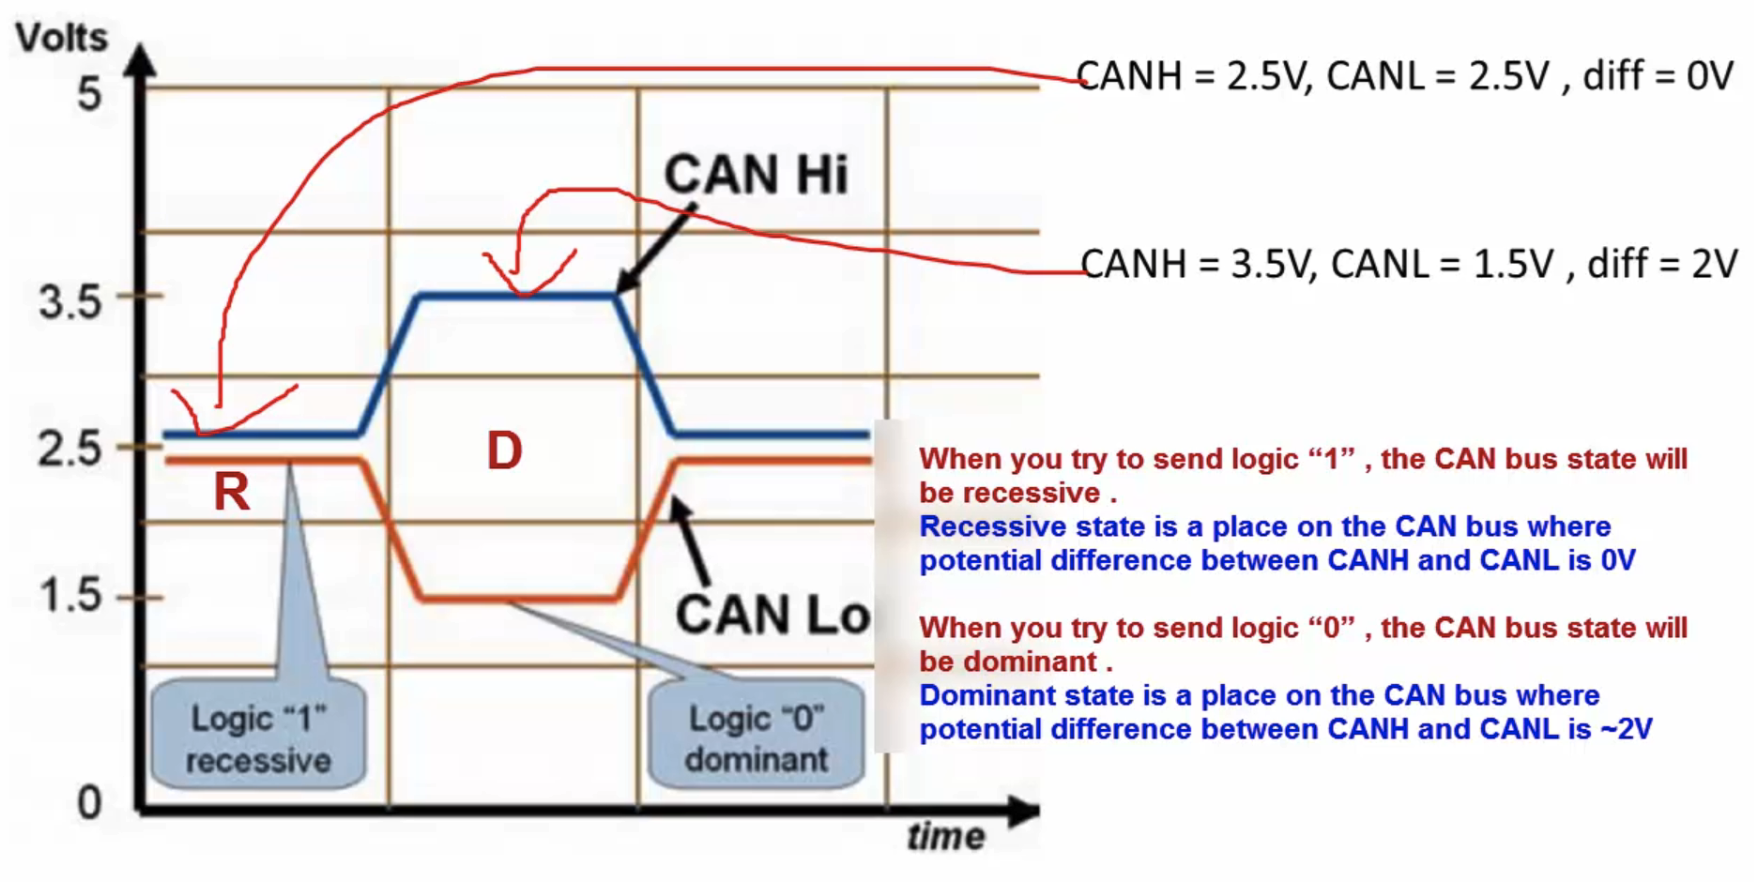 Volts
5
CANH = 2.5V, CANL = 2.5V , diff = 0V
CAN Hi
CANH = 3.5V, CANL = 1.5V , diff = 2V
3.5
2.5
R
D
When you try to send logic “1” , the CAN bus state will
be recessive .
Recessive state is a place on the CAN bus where
potential difference between CANH and CANL is 0V
1.5
CAN Lo
When you try to send logic “0” , the CAN bus state will
be dominant .
Dominant state is a place on the CAN bus where
potential difference between CANH and CANL is ~2V
Logic “1”
recessive
Logic “0”
dominant
0
time